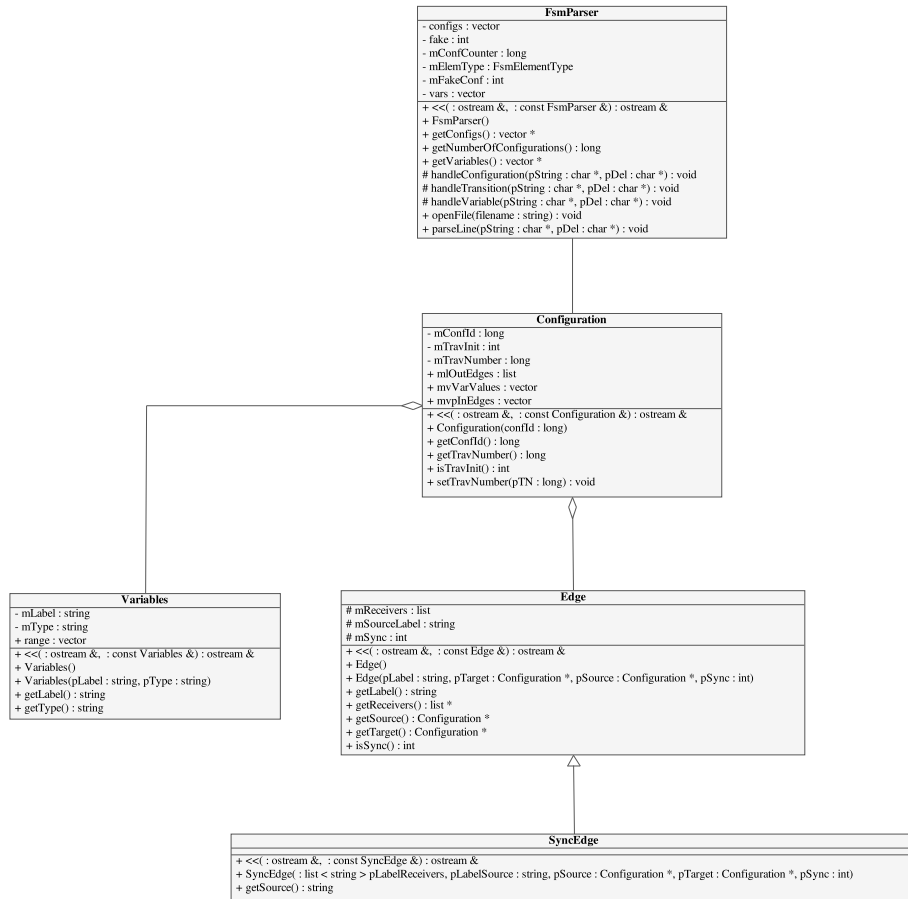 FsmParser
- configs : vector
- fake : int
- mConfCounter : long
- mElemType : FsmElementType
- mFakeConf : int
- vars : vector
+ <<( : ostream &,  : const FsmParser &) : ostream &
+ FsmParser()
+ getConfigs() : vector *
+ getNumberOfConfigurations() : long
+ getVariables() : vector *
# handleConfiguration(pString : char *, pDel : char *) : void
# handleTransition(pString : char *, pDel : char *) : void
# handleVariable(pString : char *, pDel : char *) : void
+ openFile(filename : string) : void
+ parseLine(pString : char *, pDel : char *) : void
Configuration
- mConfId : long
- mTravInit : int
- mTravNumber : long
+ mlOutEdges : list
+ mvVarValues : vector
+ mvpInEdges : vector
+ <<( : ostream &,  : const Configuration &) : ostream &
+ Configuration(confId : long)
+ getConfId() : long
+ getTravNumber() : long
+ isTravInit() : int
+ setTravNumber(pTN : long) : void
Variables
- mLabel : string
- mType : string
+ range : vector
+ <<( : ostream &,  : const Variables &) : ostream &
+ Variables()
+ Variables(pLabel : string, pType : string)
+ getLabel() : string
+ getType() : string
Edge
# mReceivers : list
# mSourceLabel : string
# mSync : int
+ <<( : ostream &,  : const Edge &) : ostream &
+ Edge()
+ Edge(pLabel : string, pTarget : Configuration *, pSource : Configuration *, pSync : int)
+ getLabel() : string
+ getReceivers() : list *
+ getSource() : Configuration *
+ getTarget() : Configuration *
+ isSync() : int
SyncEdge
+ <<( : ostream &,  : const SyncEdge &) : ostream &
+ SyncEdge( : list < string > pLabelReceivers, pLabelSource : string, pSource : Configuration *, pTarget : Configuration *, pSync : int)
+ getSource() : string